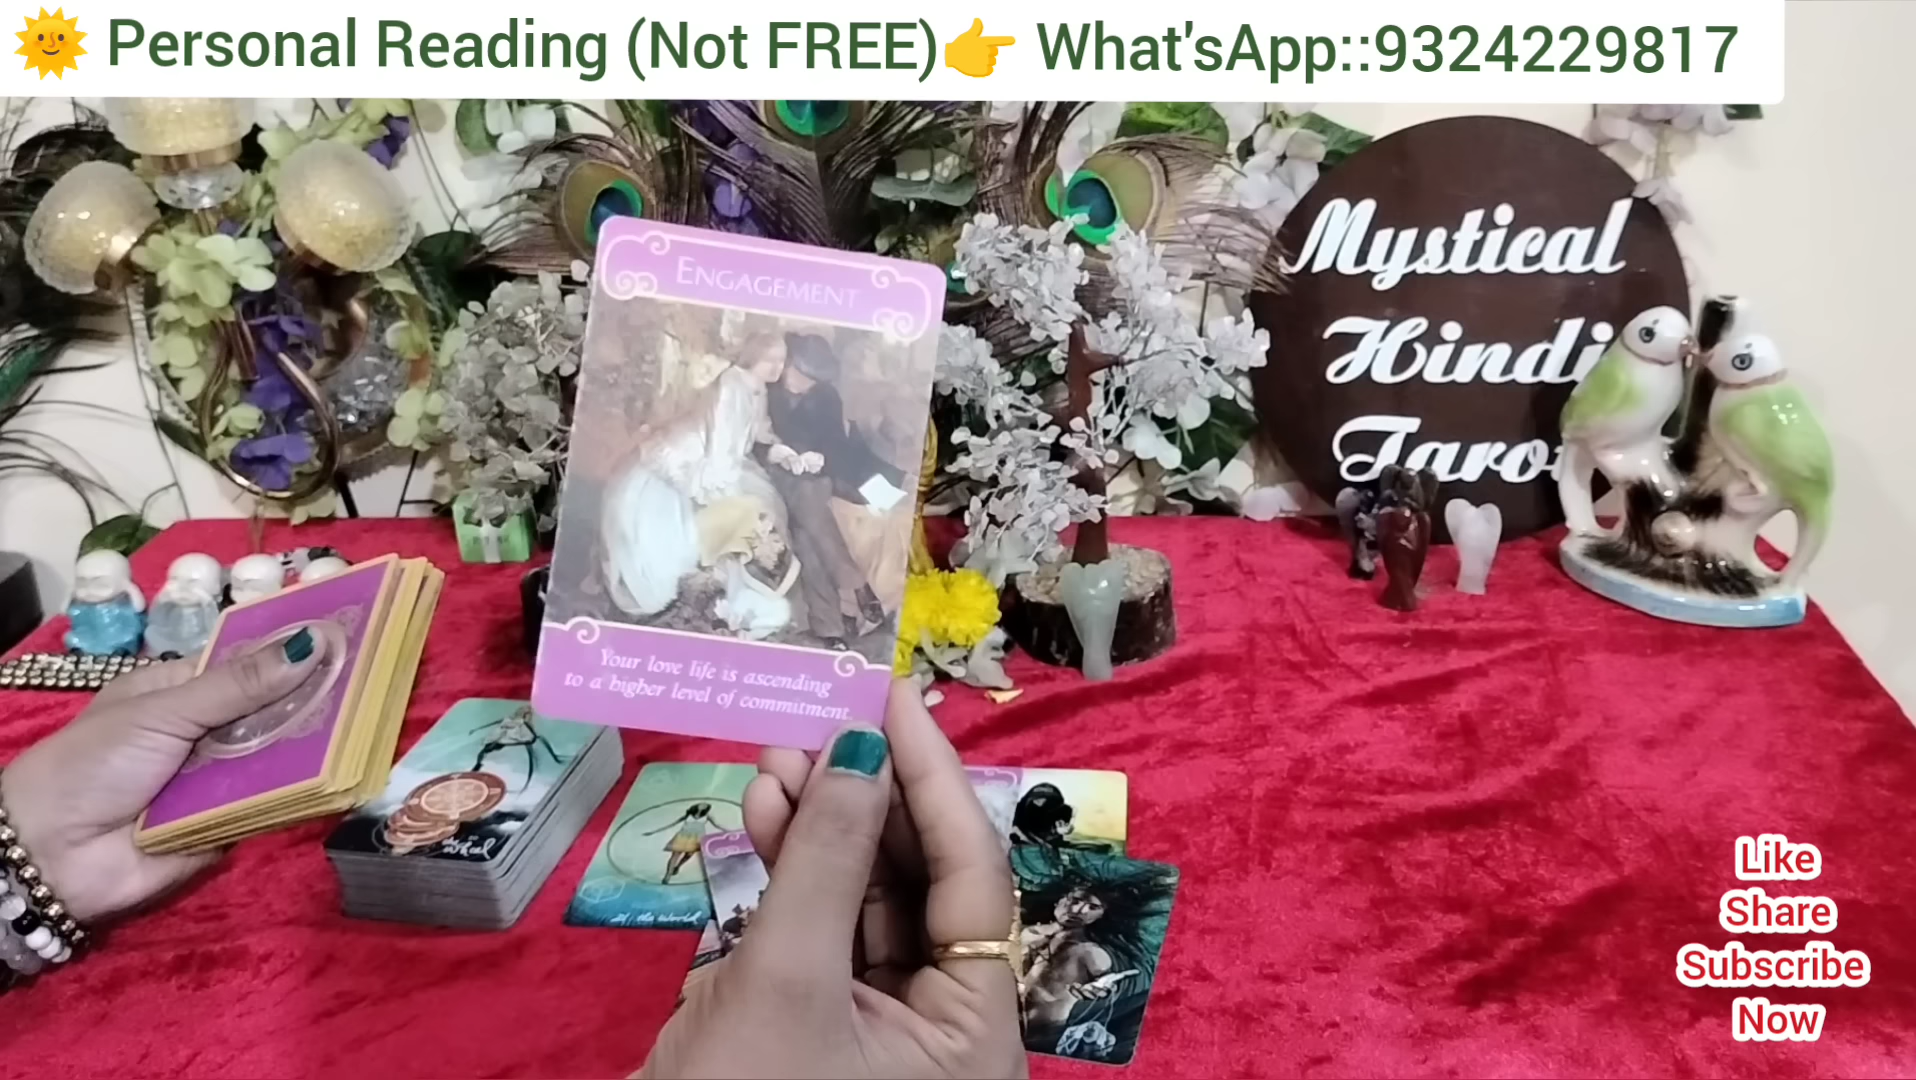 Personal Reading (Not FREE) What'sApp::9324229817
Mystical
Hindi
Tarot
ENGAGEMENT
Your love life is ascending
to a higher level of commitment.
Like
Share
Subscribe
Now